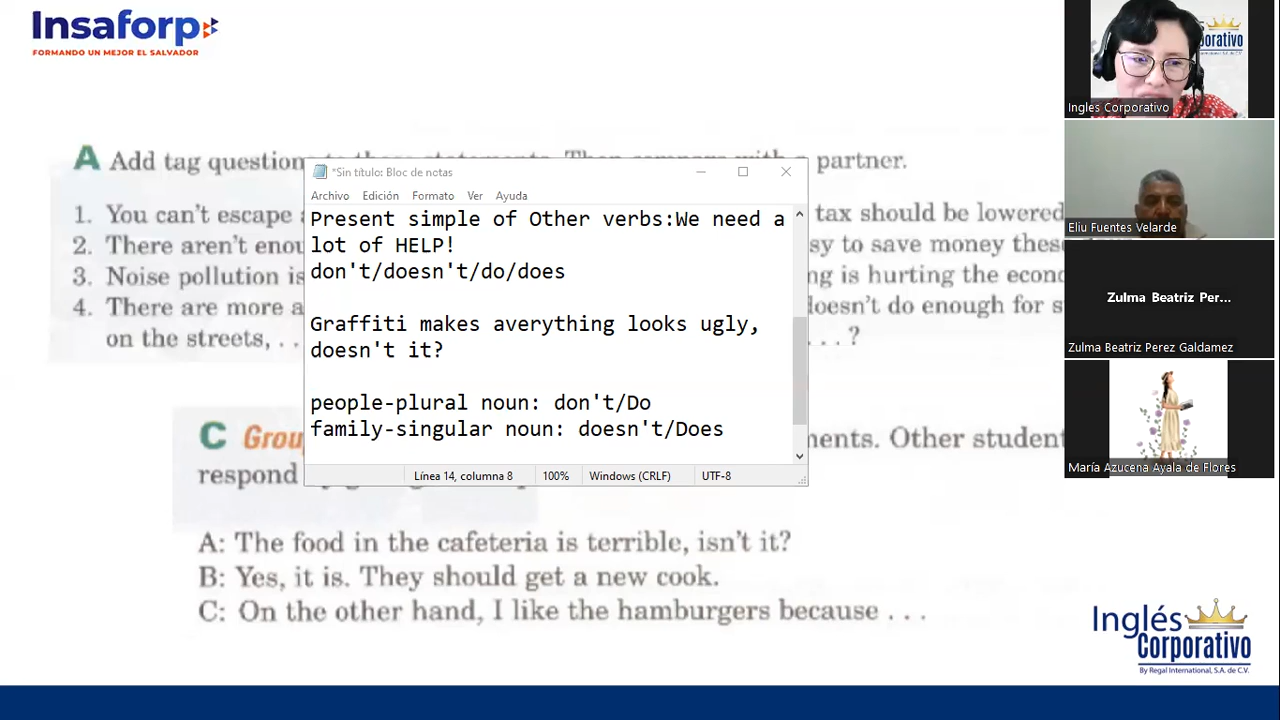 Insaforp
FORMANDO UN MEJOR EL SALVADOR
A Add tag question
partner.
*Sin título: Bloc de notas
Archivo Edición Formato Ver Ayuda
Present simple of Other verbs:We need a
lot of HELP!
don't/doesn't/do/does
Graffiti makes averything looks ugly,
doesn't it?
people-plural noun: don't/Do
family-singular noun: doesn't/Does
Línea 14, columna 8 100% Windows (CRLF) UTF-8
1. You can't escape
2. There aren't enou
3. Noise pollution is
4. There are more a
on the streets, . .
tax should be lowered
sy to save money these
ng is hurting the econ
doesn't do enough for s
. . . ?
C Grou
ments. Other student
respond
A: The food in the cafeteria is terrible, isn't it?
B: Yes, it is. They should get a new cook.
C: On the other hand, I like the hamburgers because . . .
orativo
Ingles Corporativo
Eliu Fuentes Velarde
Zulma Beatriz Per...
Zulma Beatriz Perez Galdamez
María Azucena Ayala de Flores
Inglés
Corporativo
By Regal International, S.A. de C.V.